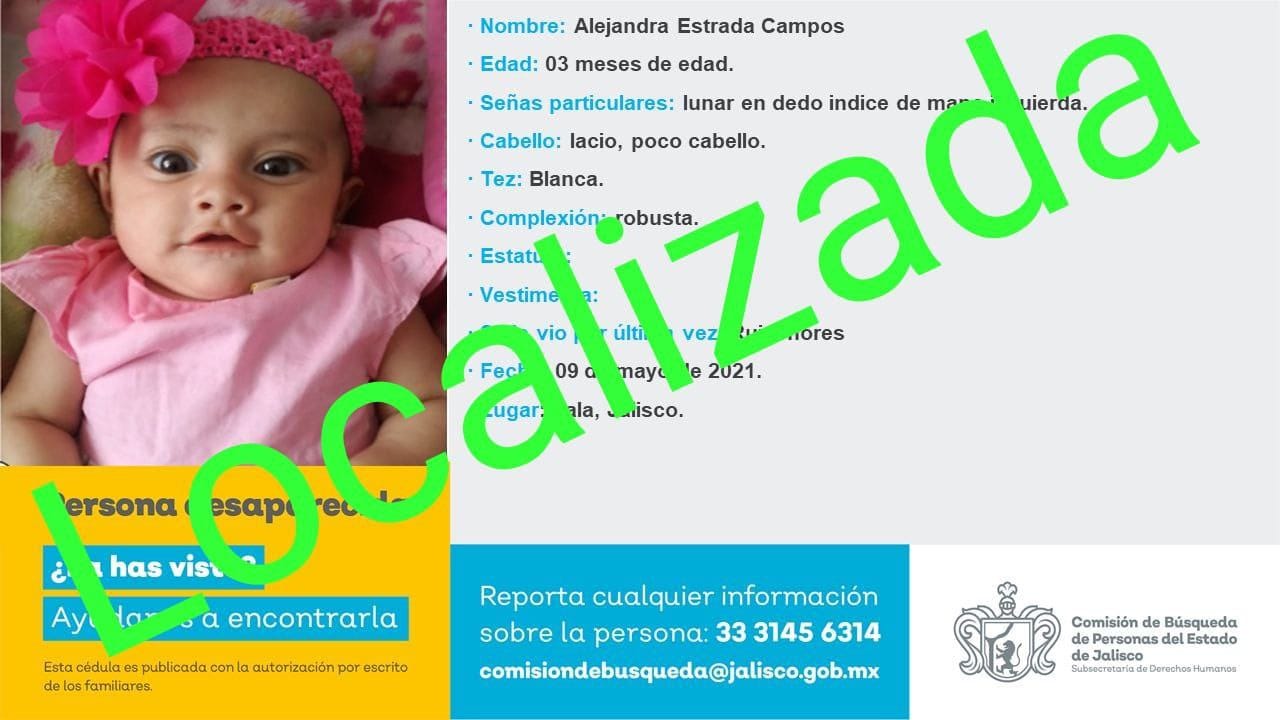 · Nombre: Alejandra Estrada Campos
· Edad: 03 meses de edad.
· Señas particulares: lunar en dedo indice de mano izquierda.
· Cabello: lacio, poco cabello.
· Tez: Blanca.
· Complexión: robusta.
· Estatura:
· Vestimenta:
· Se le vio por última vez:
· Fecha: 09 de mayo de 2021.
· Lugar: Jalisco.
Localizada
Persona desaparecida
¿La has visto?
Ayúdanos a encontrarla
Esta cédula es publicada con la autorización por escrito
de los familiares.
Reporta cualquier información
sobre la persona: 33 3145 6314
comisiondebusqueda@jalisco.gob.mx
Comisión de Búsqueda
de Personas del Estado
de Jalisco
Subsecretaría de Derechos Humanos